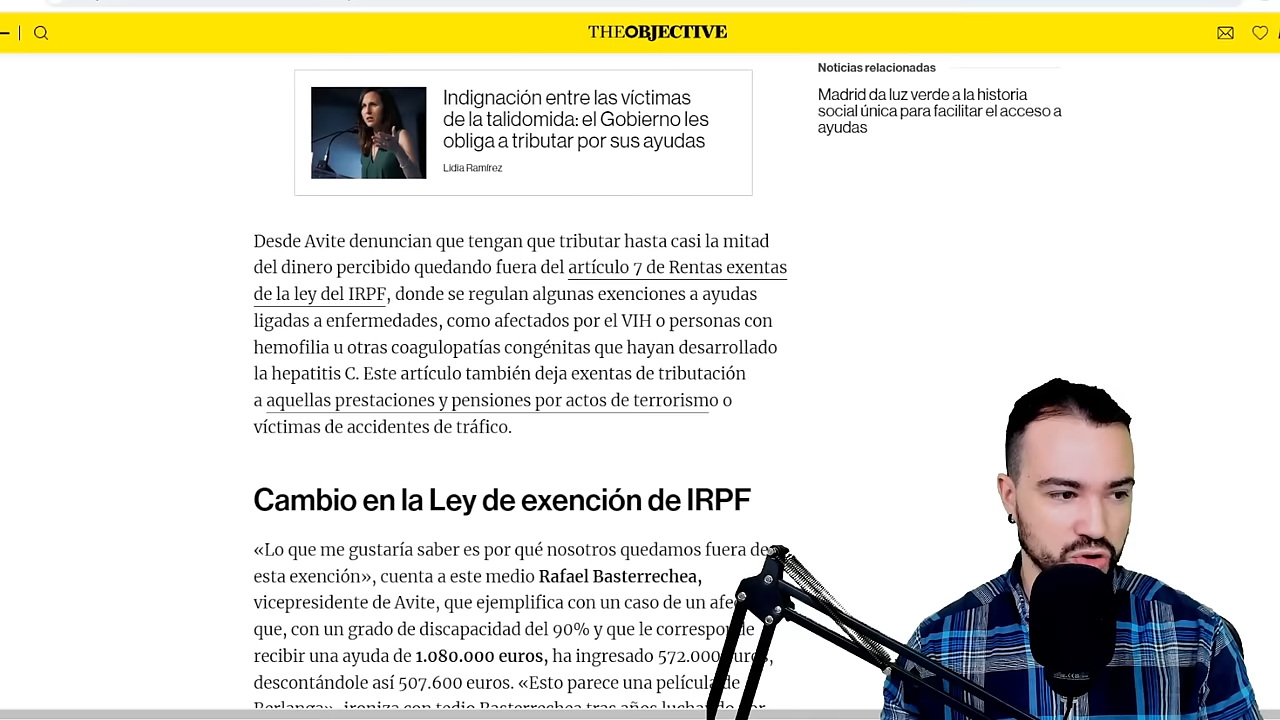 THEOBJECTIVE
Indignación entre las víctimas
de la talidomida: el Gobierno les
obliga a tributar por sus ayudas
Lidia Ramírez
Noticias relacionadas
Madrid da luz verde a la historia
social única para facilitar el acceso a
ayudas
Desde Avite denuncian que tengan que tributar hasta casi la mitad
del dinero percibido quedando fuera del artículo 7 de Rentas exentas
de la ley del IRPF, donde se regulan algunas exenciones a ayudas
ligadas a enfermedades, como afectados por el VIH o personas con
hemofilia u otras coagulopatías congénitas que hayan desarrollado
la hepatitis C. Este artículo también deja exentas de tributación
a aquellas prestaciones y pensiones por actos de terrorismo o
víctimas de accidentes de tráfico.
Cambio en la Ley de exención de IRPF
«Lo que me gustaría saber es por qué nosotros quedamos fuera de
esta exención», cuenta a este medio Rafael Basterrechea,
vicepresidente de Avite, que ejemplifica con un caso de un
que, con un grado de discapacidad del 90% y que le
recibir una ayuda de 1.080.000 euros, ha ingresado 572.000
descontándole así 507.600 euros. «Esto parece una película de
Berlanga», ironiza con tedio Basterrechea tras años